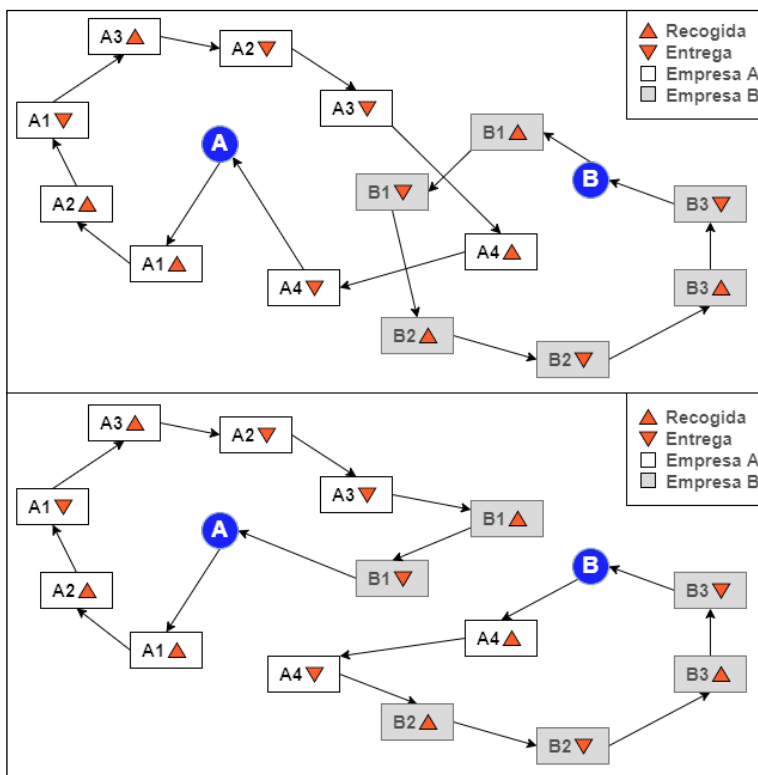 A3
A2
Recogida
Entrega
Empresa A
Empresa B
A1
A3
A
B1
B
A2
B1
B3
A1
A4
A4
B3
B2
B2
A3
A2
Recogida
Entrega
Empresa A
Empresa B
A1
A3
A
B1
A2
B1
B
B3
A1
A4
A4
B3
B2
B2